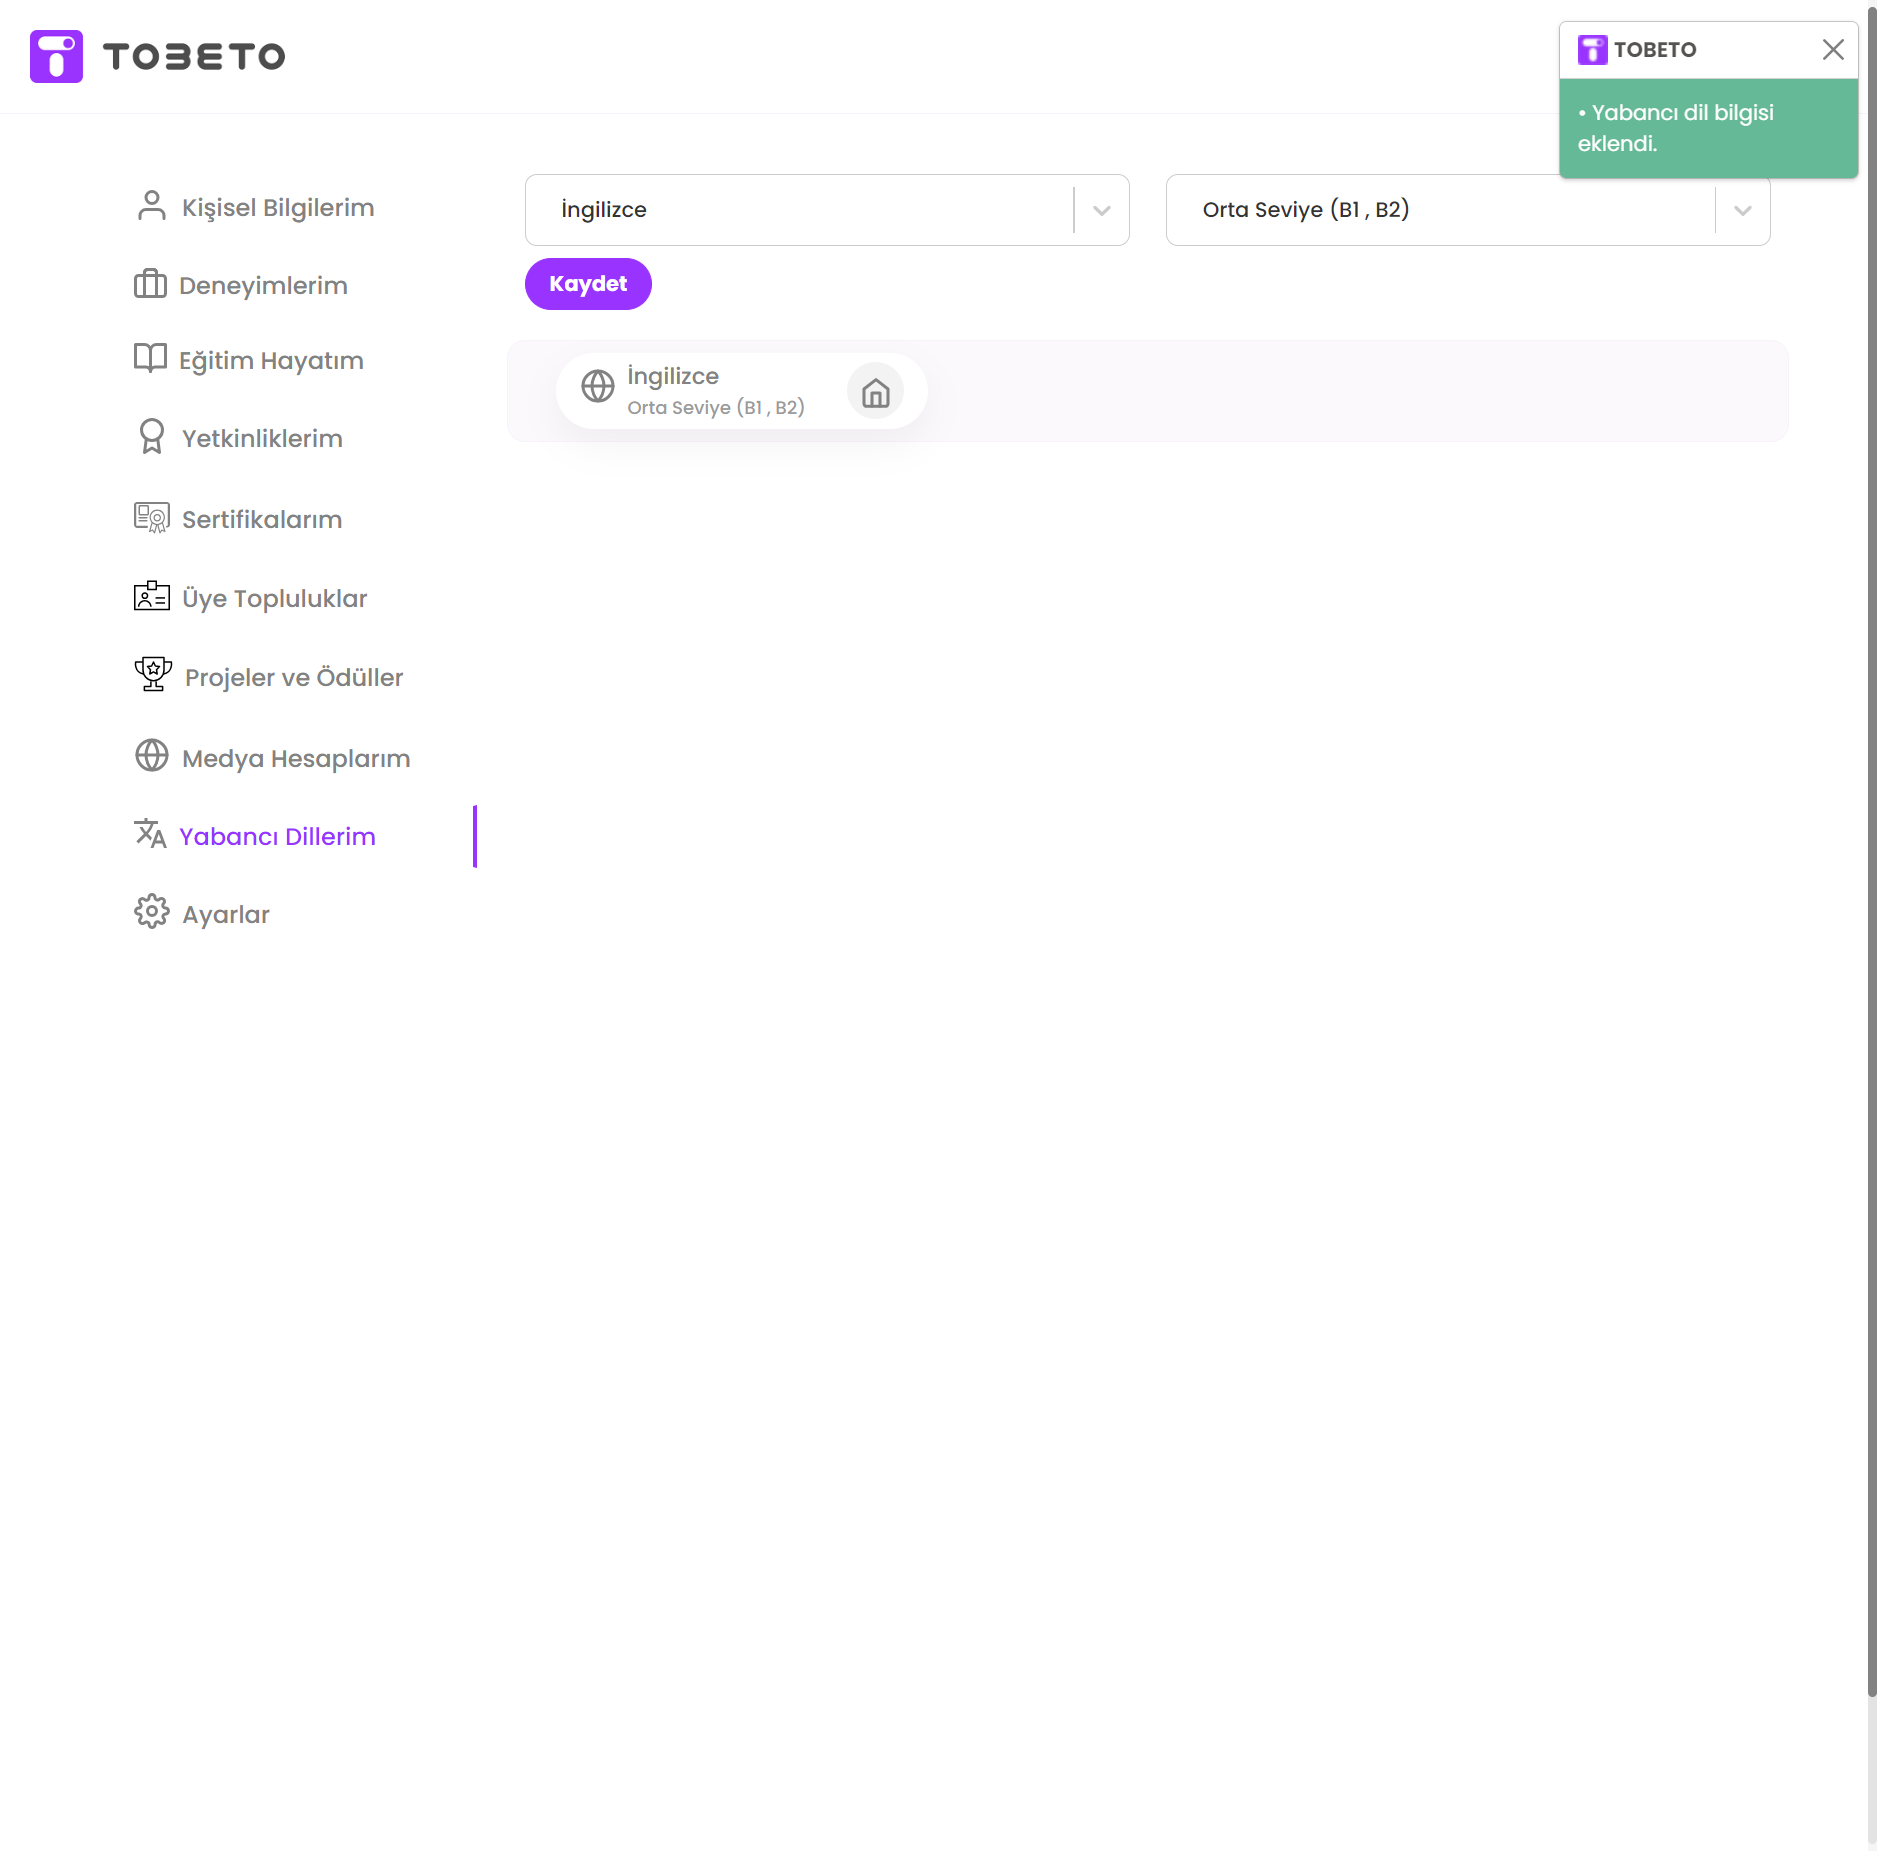 TOBETO
TOBETO
• Yabancı dil bilgisi
eklendi.
Kişisel Bilgilerim
Deneyimlerim
Eğitim Hayatım
Yetkinliklerim
Sertifikalarım
Üye Topluluklar
Projeler ve Ödüller
Medya Hesaplarım
Yabancı Dillerim
Ayarlar
İngilizce
Orta Seviye (B1 , B2)
Kaydet
İngilizce
Orta Seviye (B1 , B2)